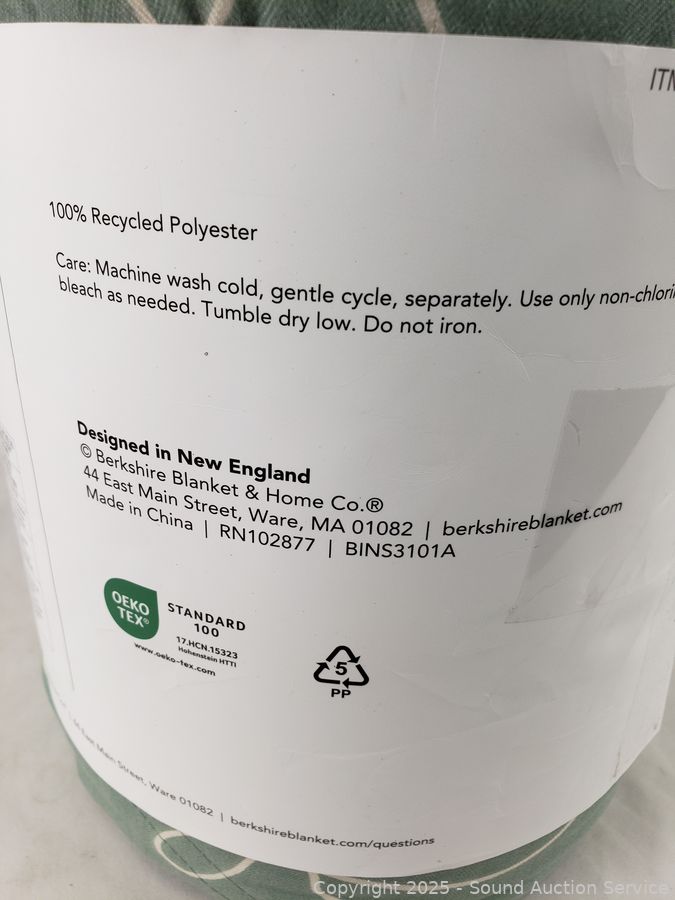 ITM
100% Recycled Polyester
Care: Machine wash cold, gentle cycle, separately. Use only non-chlori
bleach as needed. Tumble dry low. Do not iron.
Designed in New England
© Berkshire Blanket & Home Co.®
44 East Main Street, Ware, MA 01082 | berkshireblanket.com
Made in China | RN102877 | BINS3101A
OEKO
TEX®
STANDARD
100
17.HCN.15323
Hohenstein HTTI
www.oeko-tex.com
5
PP
East Main Street, Ware 01082 | berkshireblanket.com/questions
Copyright 2025 - Sound Auction Service